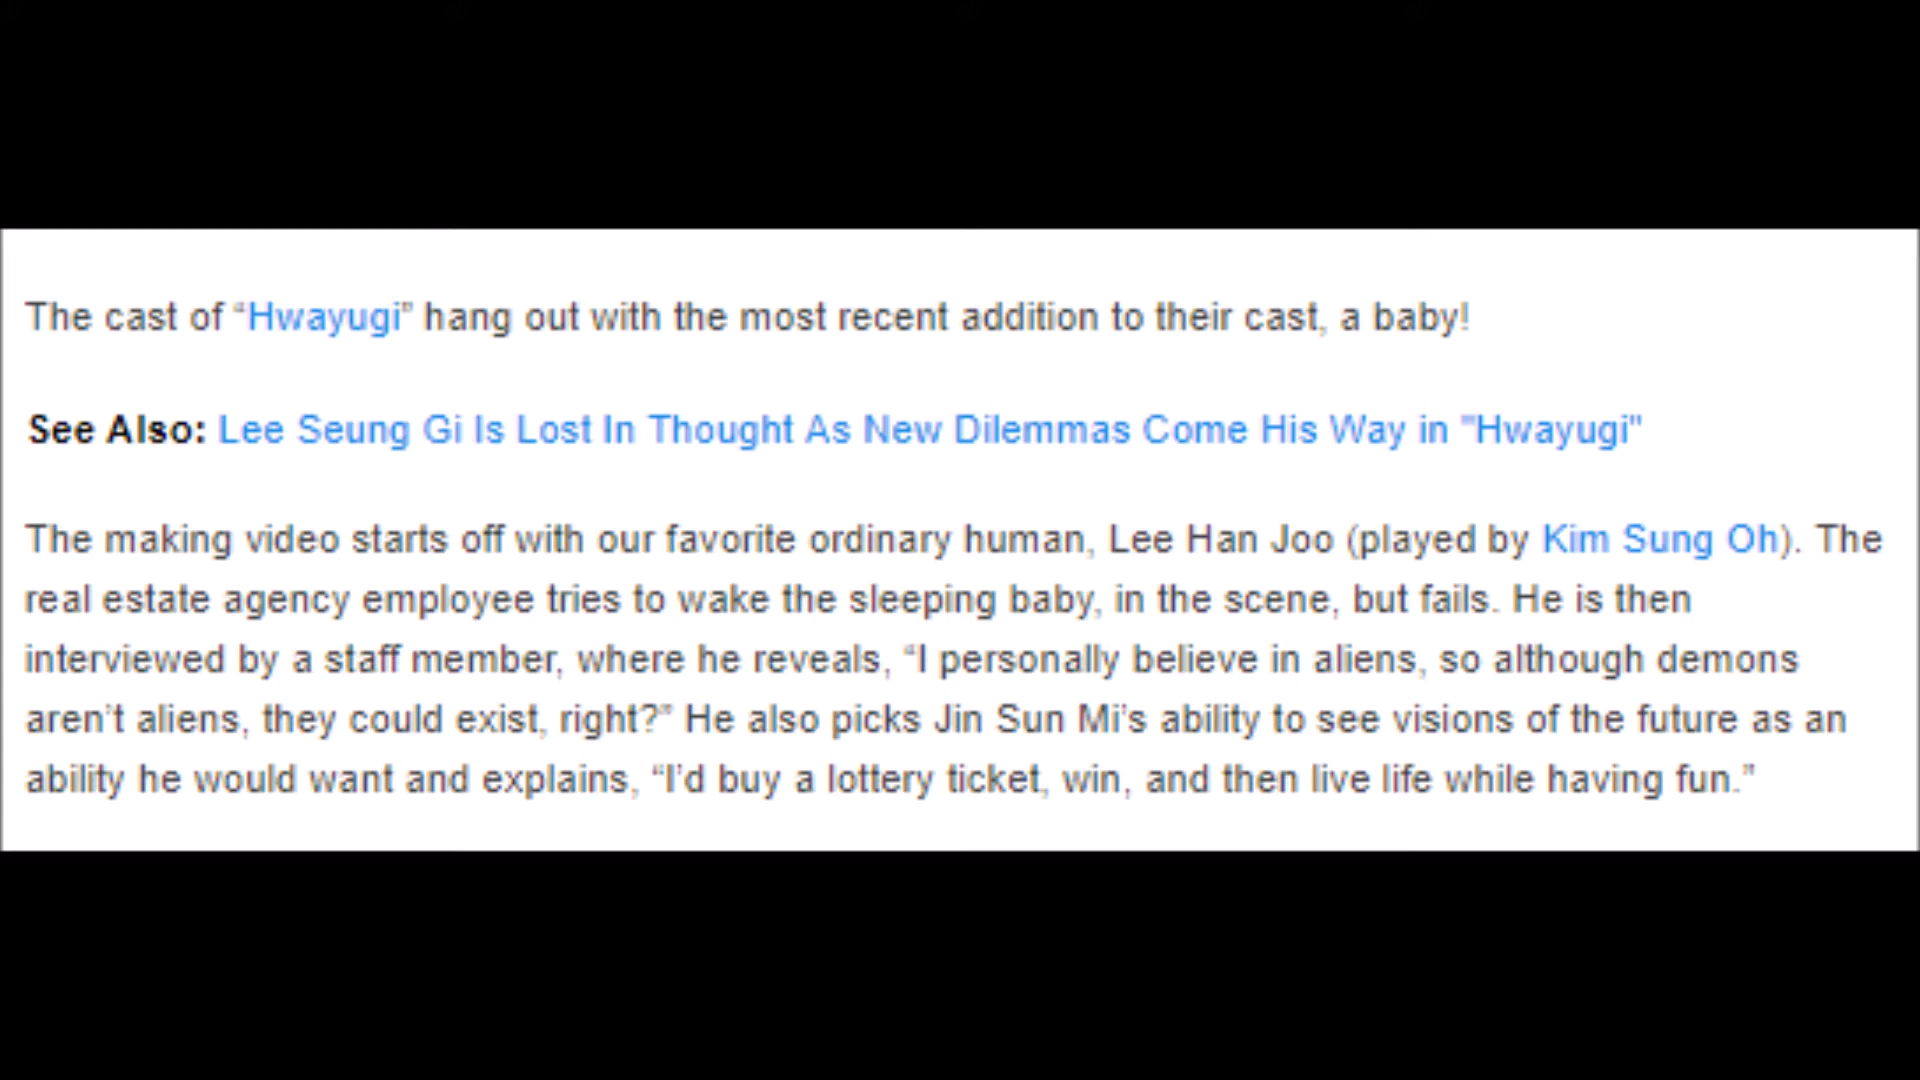 The cast of “Hwayugi” hang out with the most recent addition to their cast, a baby!
See Also: Lee Seung Gi Is Lost In Thought As New Dilemmas Come His Way in "Hwayugi"
The making video starts off with our favorite ordinary human, Lee Han Joo (played by Kim Sung Oh). The
real estate agency employee tries to wake the sleeping baby, in the scene, but fails. He is then
interviewed by a staff member, where he reveals, “I personally believe in aliens, so although demons
aren’t aliens, they could exist, right?” He also picks Jin Sun Mi’s ability to see visions of the future as an
ability he would want and explains, “I’d buy a lottery ticket, win, and then live life while having fun.”